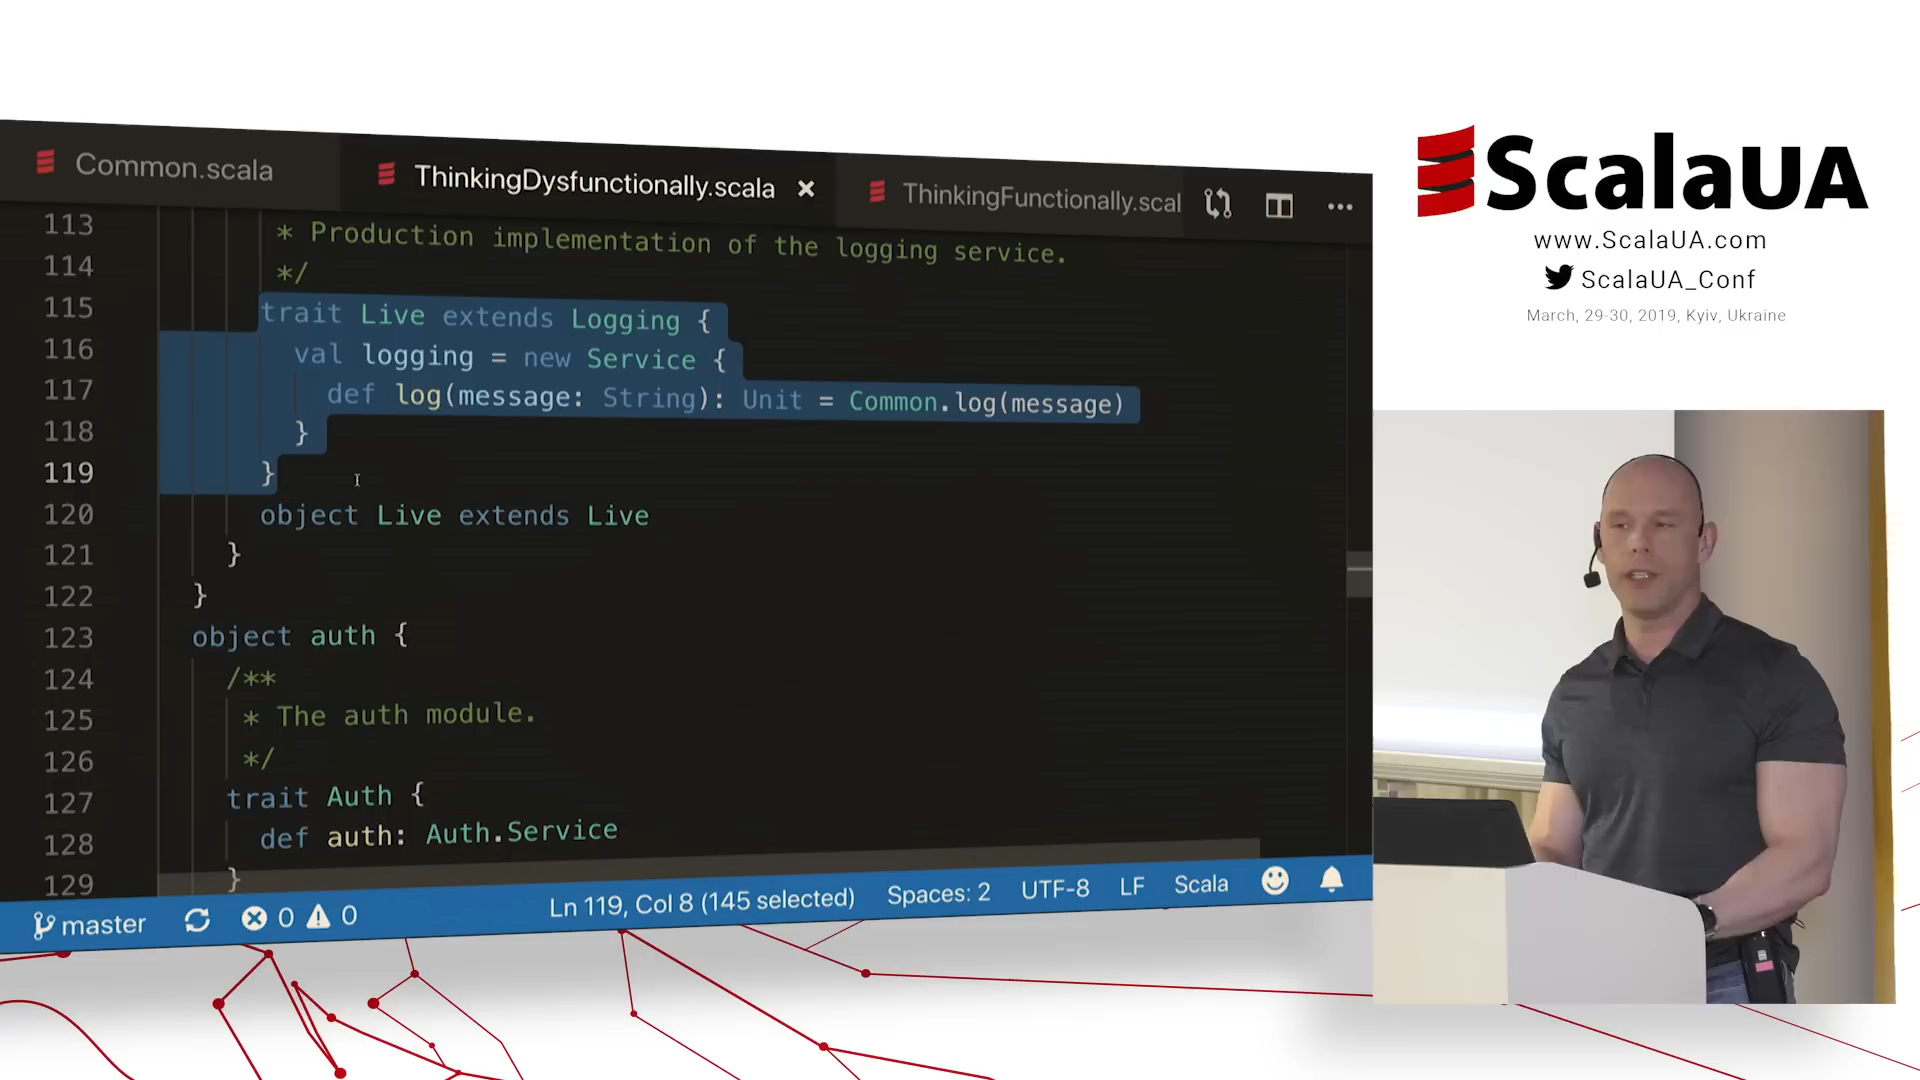 Common.scala
ThinkingDysfunctionally.scala
ThinkingFunctionally.scal
113 * Production implementation of the logging service.
114 */
115 trait Live extends Logging {
116 val logging = new Service {
117 def log(message: String): Unit = Common.log(message)
118 }
119 }
120 object Live extends Live
121 }
122 }
123 object auth {
124 /**
125 * The auth module.
126 */
127 trait Auth {
128 def auth: Auth.Service
129 }
master 0 0 Ln 119, Col 8 (145 selected) Spaces: 2 UTF-8 LF Scala
ScalaUA
www.ScalaUA.com
ScalaUA_Conf
March, 29-30, 2019, Kyiv, Ukraine